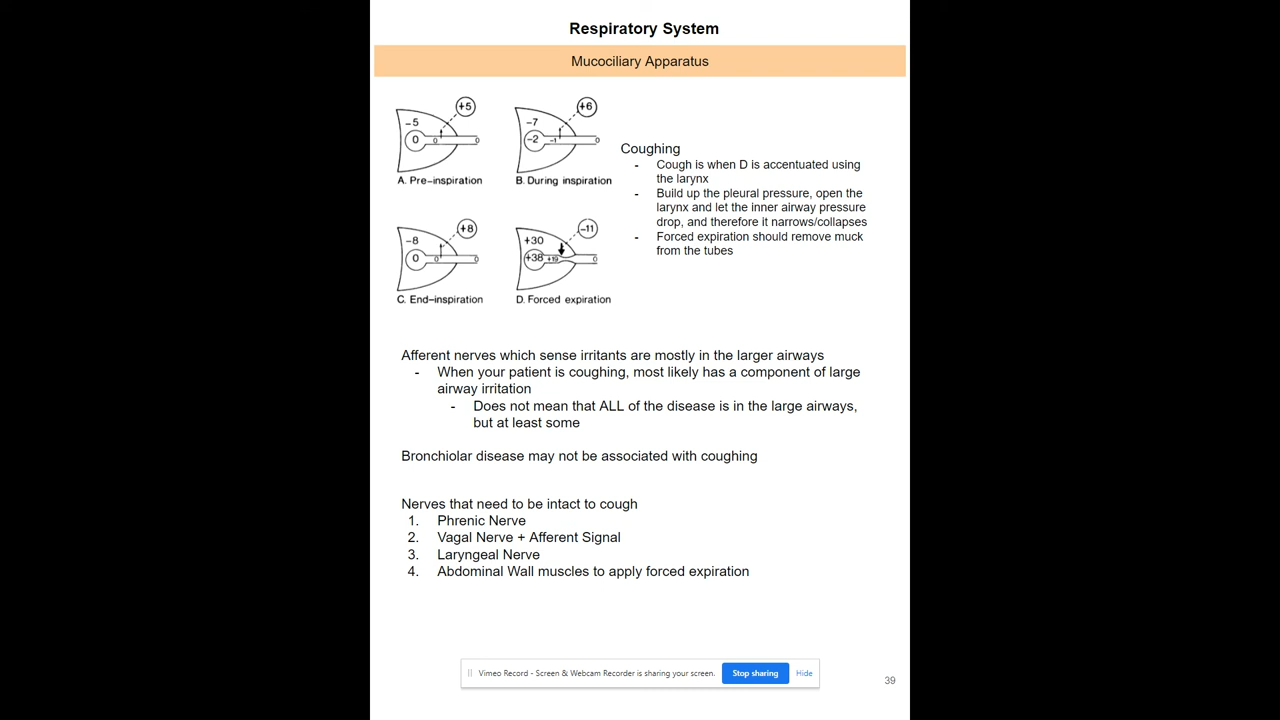 Respiratory System
Mucociliary Apparatus
+5
-5
0
0
0
A. Pre-inspiration
+6
-7
-2
-1
0
B. During inspiration
Coughing
- Cough is when D is accentuated using
the larynx
- Build up the pleural pressure, open the
larynx and let the inner airway pressure
drop, and therefore it narrows/collapses
- Forced expiration should remove muck
from the tubes
+8
-8
0
0
0
C. End-inspiration
-11
+30
+38
+19
0
D. Forced expiration
Afferent nerves which sense irritants are mostly in the larger airways
- When your patient is coughing, most likely has a component of large
airway irritation
- Does not mean that ALL of the disease is in the large airways,
but at least some
Bronchiolar disease may not be associated with coughing
Nerves that need to be intact to cough
1. Phrenic Nerve
2. Vagal Nerve + Afferent Signal
3. Laryngeal Nerve
4. Abdominal Wall muscles to apply forced expiration
Vimeo Record - Screen & Webcam Recorder is sharing your screen. Stop sharing Hide
39